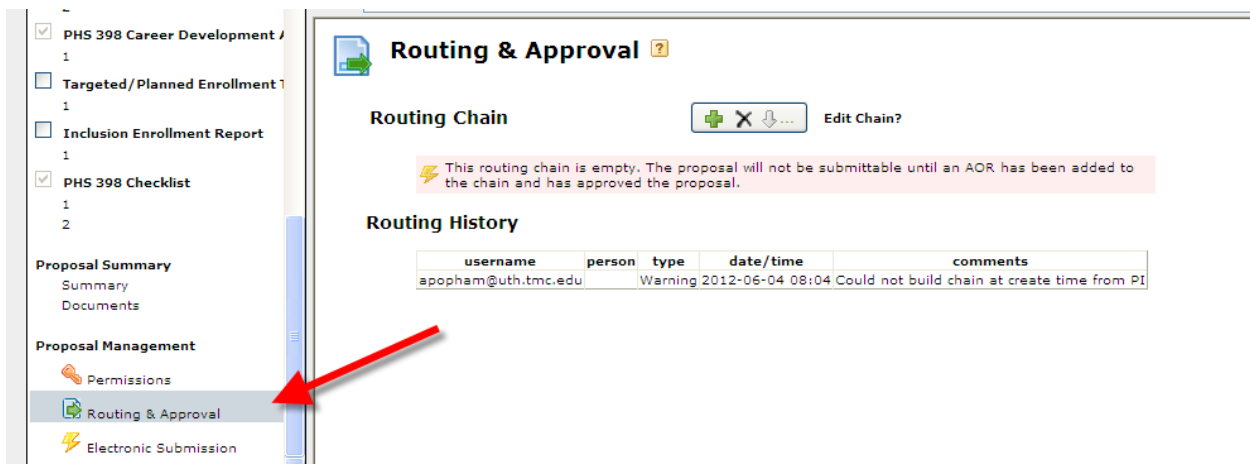 PHS 398 Career Development
1
Targeted/Planned Enrollment
1
Inclusion Enrollment Report
1
PHS 398 Checklist
1
2
Proposal Summary
Summary
Documents
Proposal Management
Permissions
Routing & Approval
Electronic Submission
Routing & Approval ?
Routing Chain ... Edit Chain?
This routing chain is empty. The proposal will not be submittable until an AOR has been added to
the chain and has approved the proposal.
Routing History
username person type date/time comments
apopham@uth.tmc.edu Warning 2012-06-04 08:04 Could not build chain at create time from PI